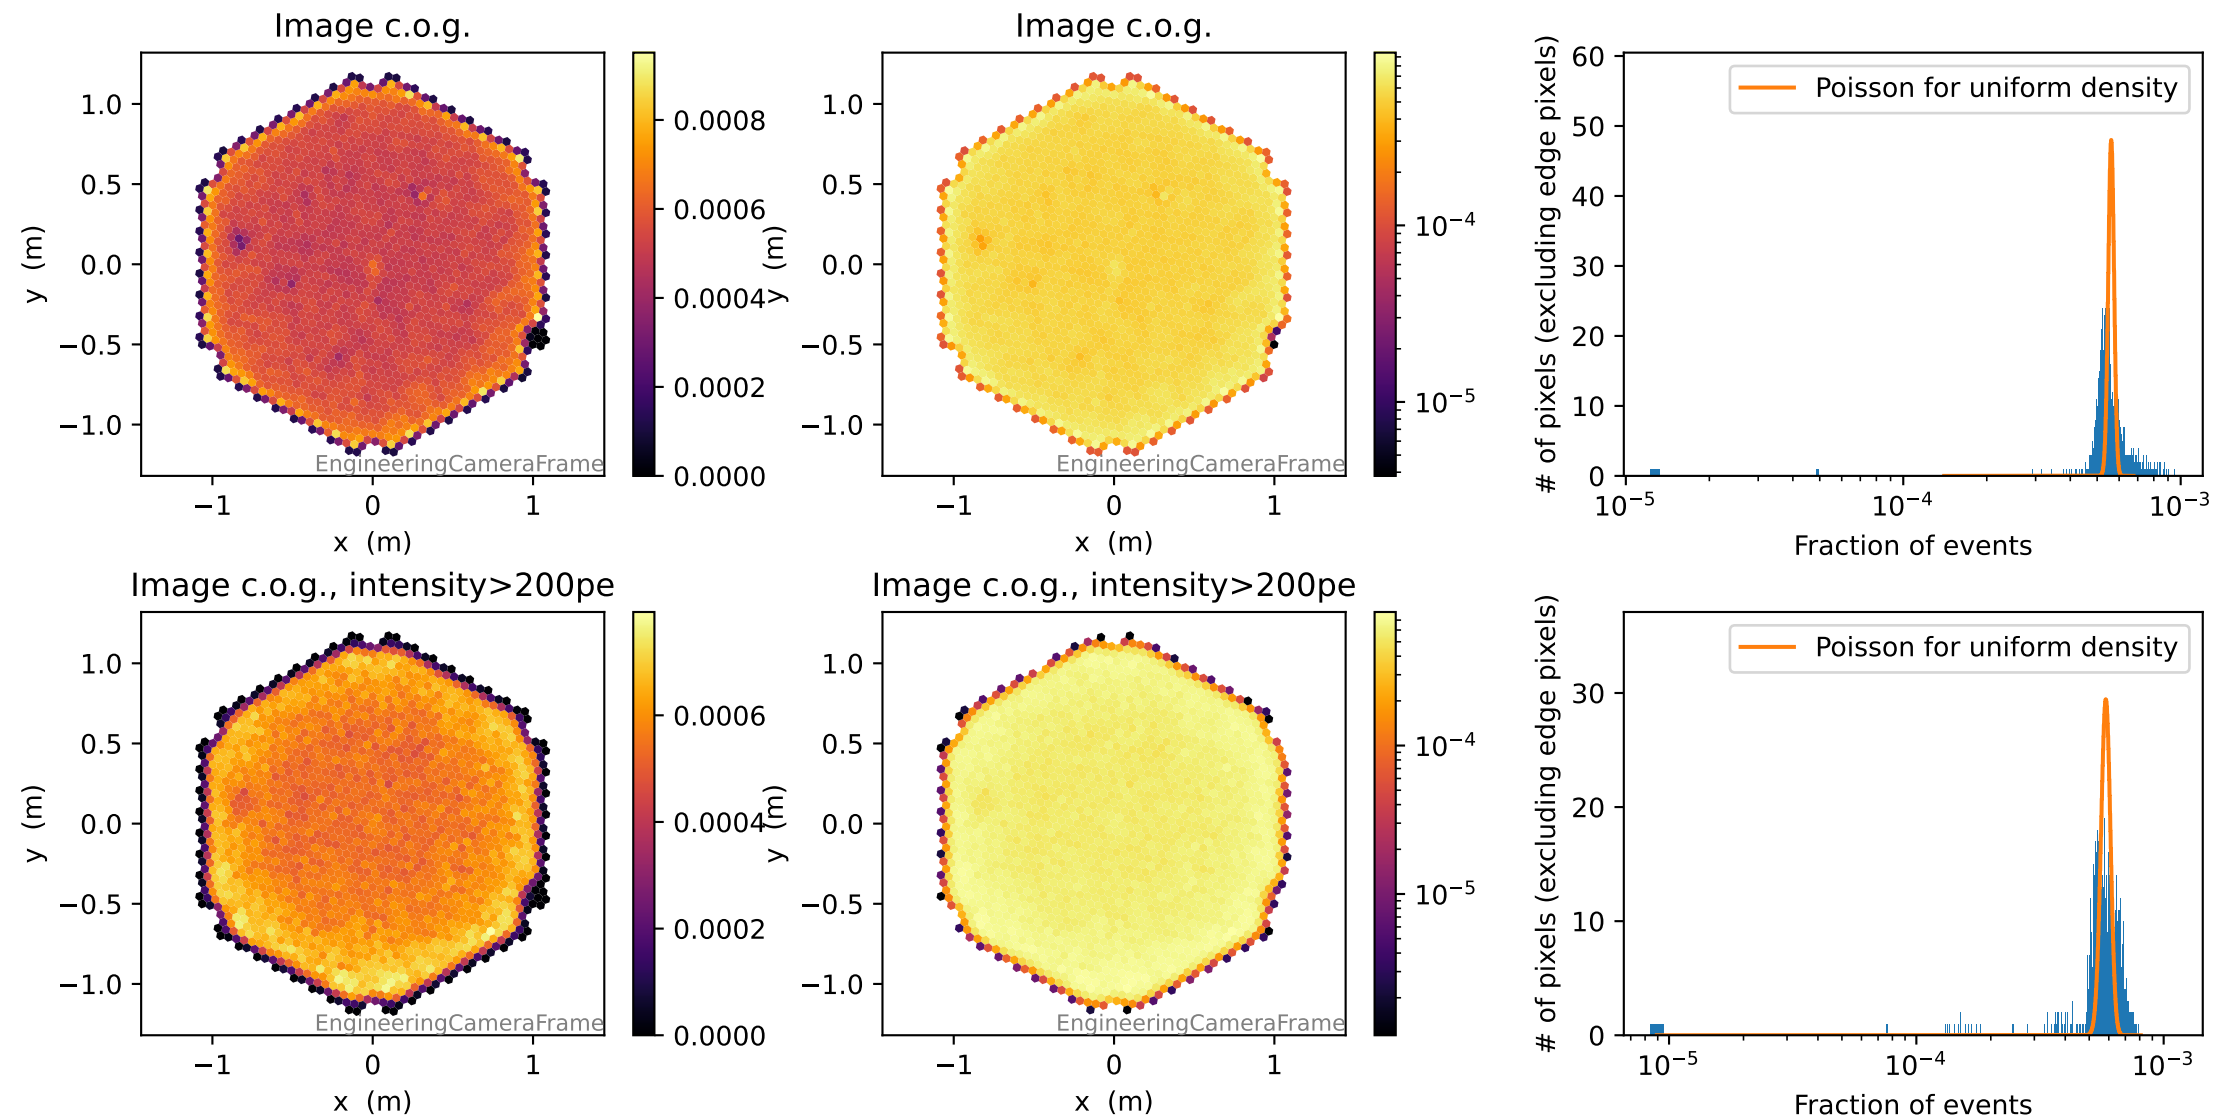 Image c.o.g.
1.0
0.5
0.0
−0.5
−1.0
y (m)
−1
0
1
x (m)
EngineeringCameraFrame
0.0008
0.0006
0.0004
0.0002
0.0000
Image c.o.g.
1.0
0.5
0.0
−0.5
−1.0
y (m)
−1
0
1
x (m)
EngineeringCameraFrame
10⁻⁴
10⁻⁵
60
50
40
30
20
10
0
# of pixels (excluding edge pixels)
Poisson for uniform density
10⁻⁵
10⁻⁴
10⁻³
Fraction of events
Image c.o.g., intensity>200pe
1.0
0.5
0.0
−0.5
−1.0
y (m)
−1
0
1
x (m)
EngineeringCameraFrame
0.0006
0.0004
0.0002
0.0000
Image c.o.g., intensity>200pe
1.0
0.5
0.0
−0.5
−1.0
y (m)
−1
0
1
x (m)
EngineeringCameraFrame
10⁻⁴
10⁻⁵
30
20
10
0
# of pixels (excluding edge pixels)
Poisson for uniform density
10⁻⁵
10⁻⁴
10⁻³
Fraction of events